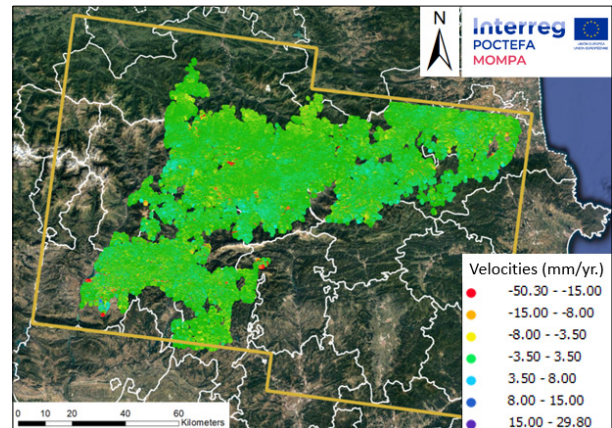 N
Interreg
POCTEFA
MOMPA
Velocities (mm/yr.)
-50.30 - -15.00
-15.00 - -8.00
-8.00 - -3.50
-3.50 - 3.50
3.50 - 8.00
8.00 - 15.00
15.00 - 29.80
0 10 20 40 60
Kilometers